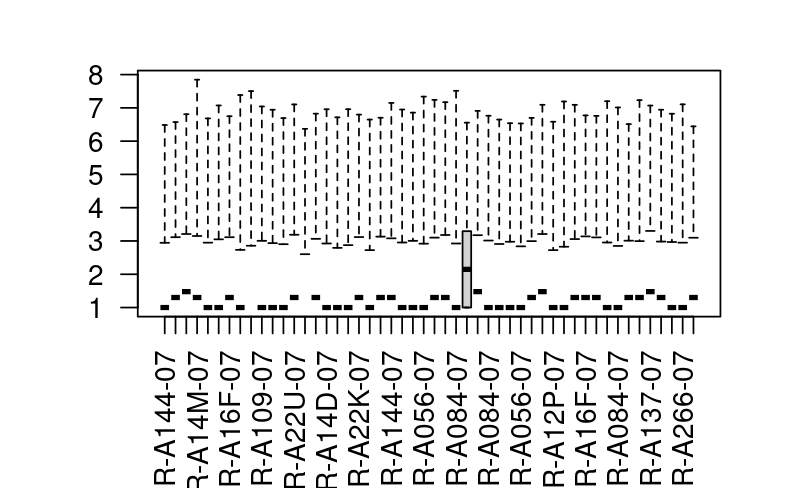 8
7
6
5
4
3
2
1
R-A144-07
R-A14M-07
R-A16F-07
R-A109-07
R-A22U-07
R-A14D-07
R-A22K-07
R-A144-07
R-A056-07
R-A084-07
R-A084-07
R-A056-07
R-A12P-07
R-A16F-07
R-A084-07
R-A137-07
R-A266-07